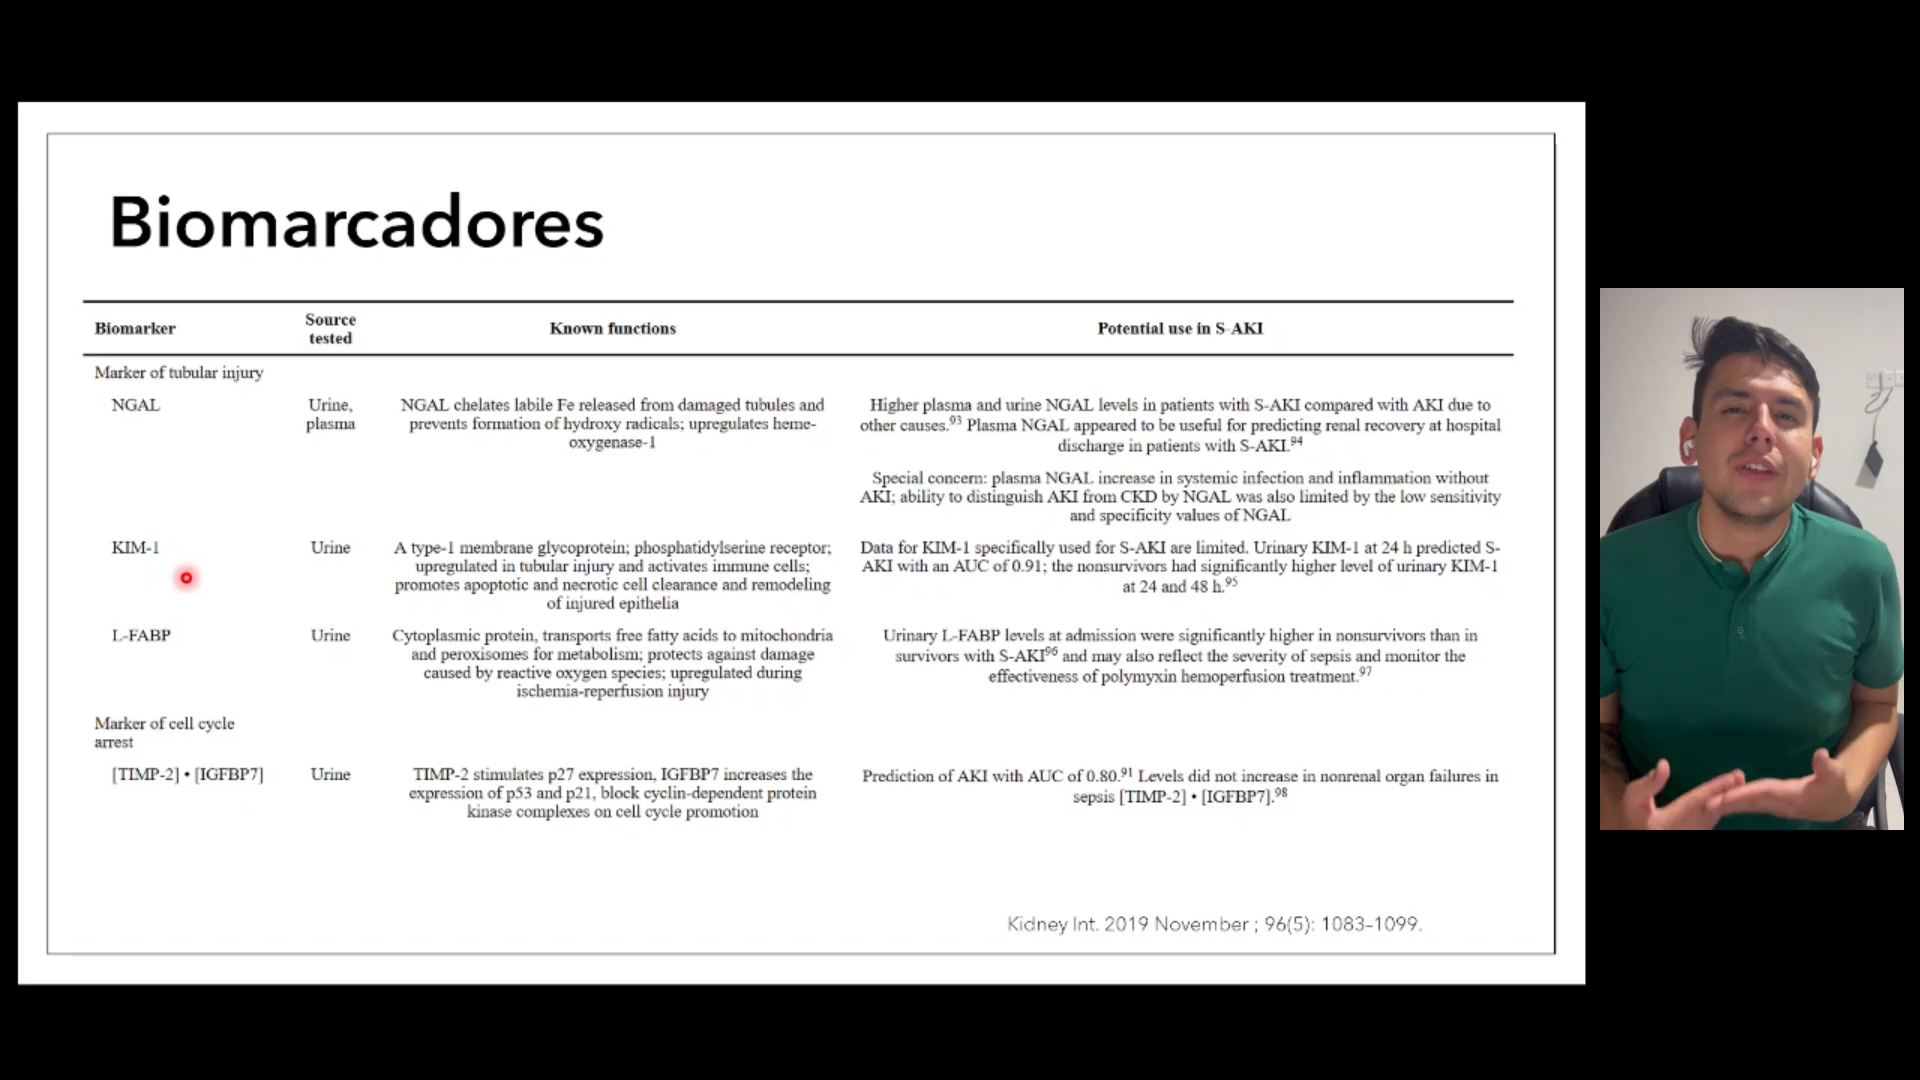 Biomarcadores
Biomarker
Source
tested
Known functions
Potential use in S-AKI
Marker of tubular injury
NGAL
Urine,
plasma
NGAL chelates labile Fe released from damaged tubules and
prevents formation of hydroxy radicals; upregulates heme-
oxygenase-1
Higher plasma and urine NGAL levels in patients with S-AKI compared with AKI due to
other causes.93 Plasma NGAL appeared to be useful for predicting renal recovery at hospital
discharge in patients with S-AKI.94
Special concern: plasma NGAL increase in systemic infection and inflammation without
AKI; ability to distinguish AKI from CKD by NGAL was also limited by the low sensitivity
and specificity values of NGAL
KIM-1
Urine
A type-1 membrane glycoprotein; phosphatidylserine receptor;
upregulated in tubular injury and activates immune cells;
promotes apoptotic and necrotic cell clearance and remodeling
of injured epithelia
Data for KIM-1 specifically used for S-AKI are limited. Urinary KIM-1 at 24 h predicted S-
AKI with an AUC of 0.91; the nonsurvivors had significantly higher level of urinary KIM-1
at 24 and 48 h.95
L-FABP
Urine
Cytoplasmic protein, transports free fatty acids to mitochondria
and peroxisomes for metabolism; protects against damage
caused by reactive oxygen species; upregulated during
ischemia-reperfusion injury
Urinary L-FABP levels at admission were significantly higher in nonsurvivors than in
survivors with S-AKI96 and may also reflect the severity of sepsis and monitor the
effectiveness of polymyxin hemoperfusion treatment.97
Marker of cell cycle
arrest
[TIMP-2] • [IGFBP7]
Urine
TIMP-2 stimulates p27 expression, IGFBP7 increases the
expression of p53 and p21, block cyclin-dependent protein
kinase complexes on cell cycle promotion
Prediction of AKI with AUC of 0.80.91 Levels did not increase in nonrenal organ failures in
sepsis [TIMP-2] • [IGFBP7].98
Kidney Int. 2019 November ; 96(5): 1083–1099.